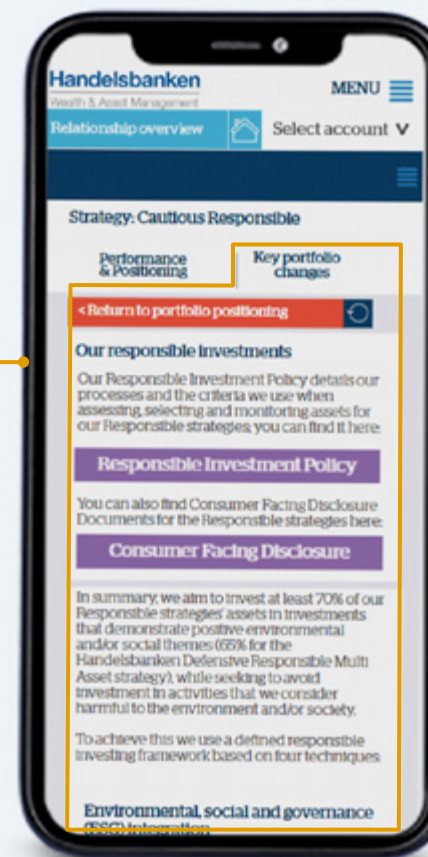 Handelsbanken
Wealth & Asset Management
MENU
Relationship overview
Select account
Strategy: Cautious Responsible
Performance
& Positioning
Key portfolio
changes
< Return to portfolio positioning
Our responsible investments
Our Responsible Investment Policy details our
processes and the criteria we use when
assessing, selecting and monitoring assets for
our Responsible strategies, you can find it here:
Responsible Investment Policy
You can also find Consumer Facing Disclosure
Documents for the Responsible strategies here:
Consumer Facing Disclosure
In summary, we aim to invest at least 70% of our
Responsible strategies' assets in investments
that demonstrate positive environmental
and/or social themes (65% for the
Handelsbanken Defensive Responsible Multi
Asset strategy), while seeking to avoid
investment in activities that we consider
harmful to the environment and/or society.
To achieve this we use a defined responsible
investing framework based on four techniques:
Environmental, social and governance
(ESG) integration